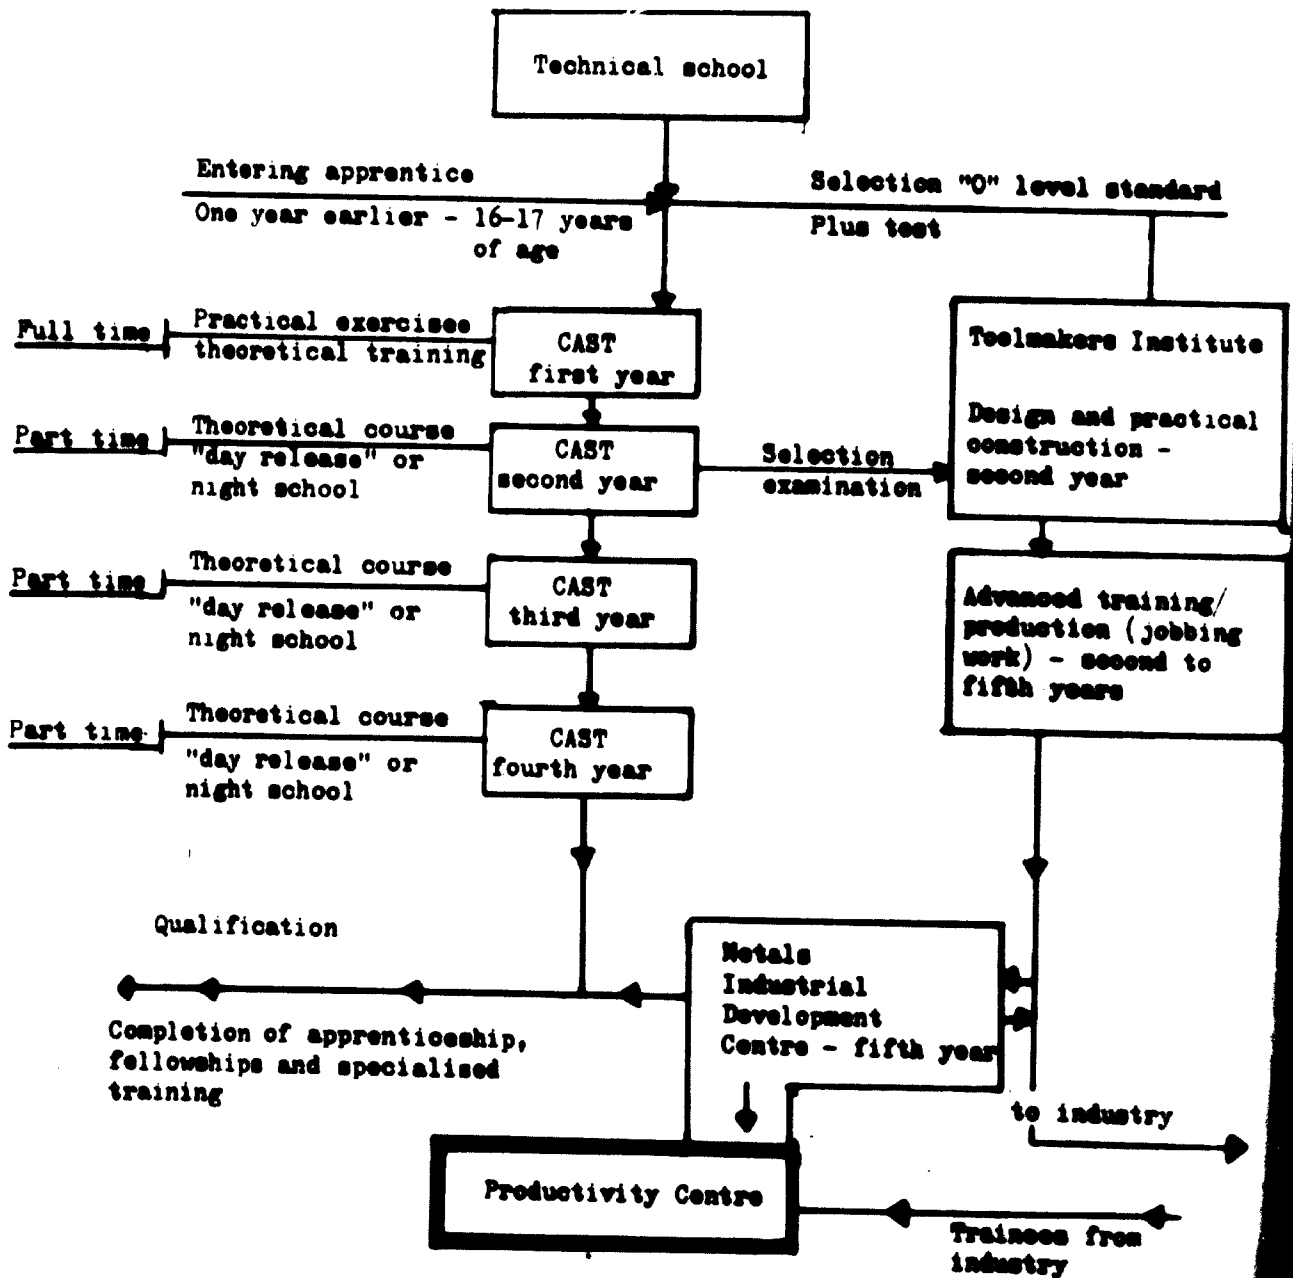 Technical school
Entering apprentice
One year earlier - 16-17 years
of age
Selection "O" level standard
Plus test
Full time
Practical exercises
theoretical training
CAST
first year
Toolmakers Institute
Design and practical
construction -
second year
Part time
Theoretical course
"day release" or
night school
CAST
second year
Selection
examination
Part time
Theoretical course
"day release" or
night school
CAST
third year
Advanced training/
production (jobbing
work) - second to
fifth years
Part time
Theoretical course
"day release" or
night school
CAST
fourth year
Qualification
Completion of apprenticeship,
fellowships and specialised
training
Metals
Industrial
Development
Centre - fifth year
to industry
Productivity Centre
Trainees from
industry